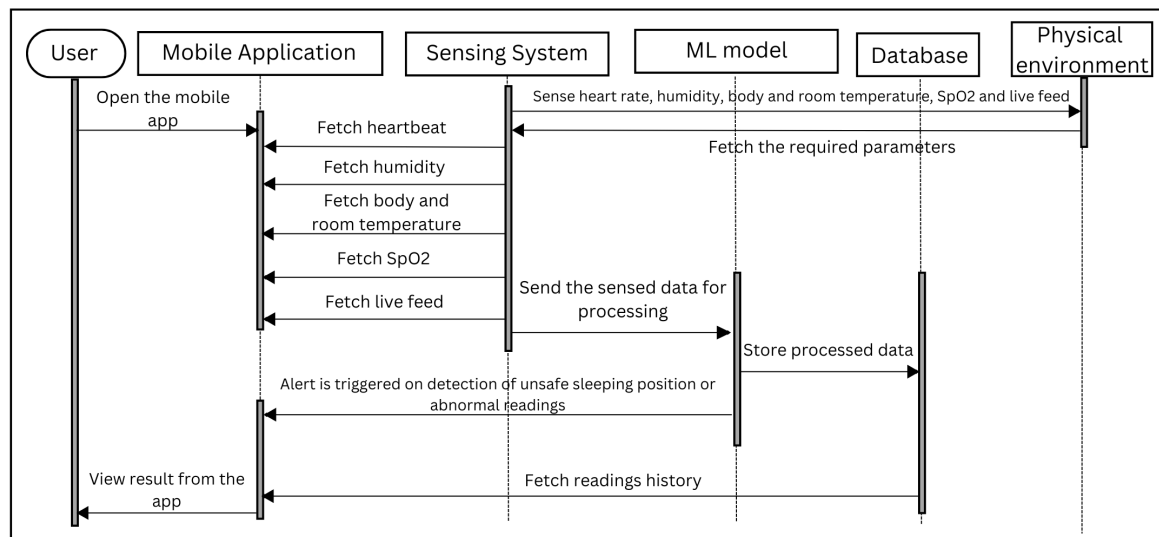 User
Mobile Application
Sensing System
ML model
Database
Physical
environment
Open the mobile
app
Sense heart rate, humidity, body and room temperature, SpO2 and live feed
Fetch heartbeat
Fetch the required parameters
Fetch humidity
Fetch body and
room temperature
Fetch SpO2
Fetch live feed
Send the sensed data for
processing
Store processed data
Alert is triggered on detection of unsafe sleeping position or
abnormal readings
Fetch readings history
View result from the
app